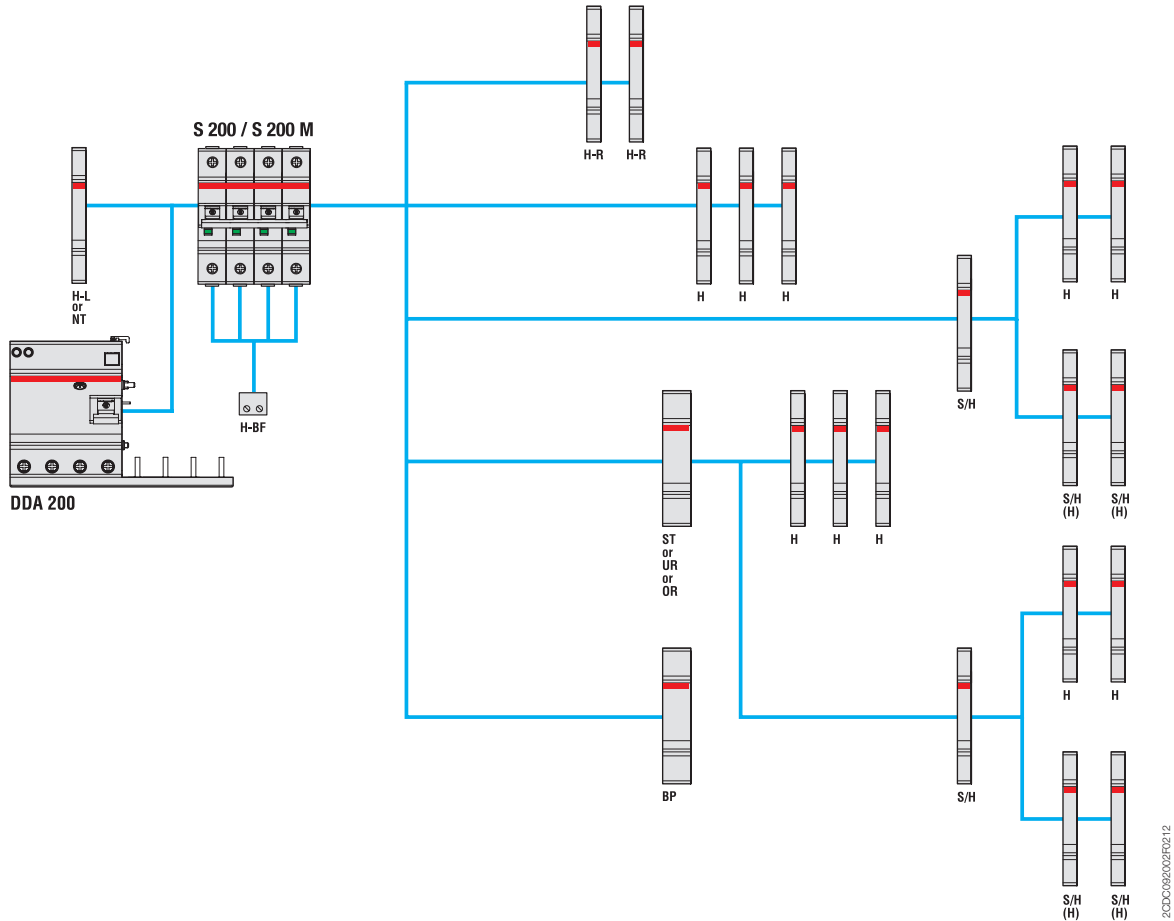 H-R H-R
S 200 / S 200 M
H-L
or
NT
H H H
H H
S/H
H-BF
DDA 200
S/H
(H)
S/H
(H)
ST
or
UR
or
OR
H H H
H H
BP
S/H
S/H
(H)
S/H
(H)
2CDC092002F0212